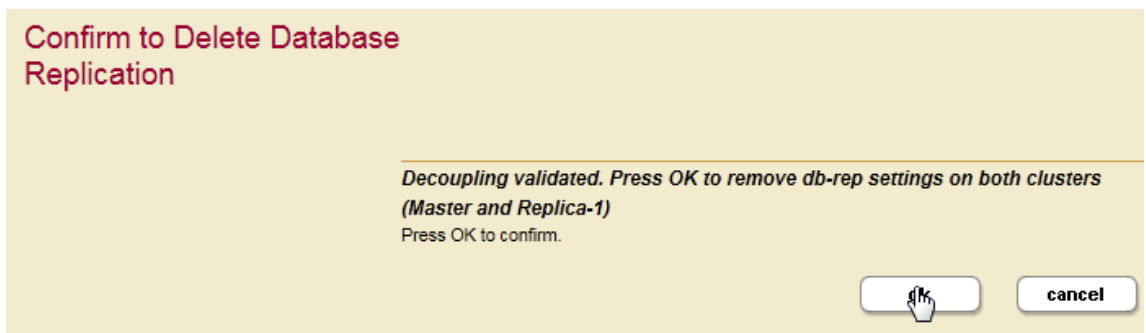 Confirm to Delete Database
Replication
Decoupling validated. Press OK to remove db-rep settings on both clusters
(Master and Replica-1)
Press OK to confirm.
ok cancel